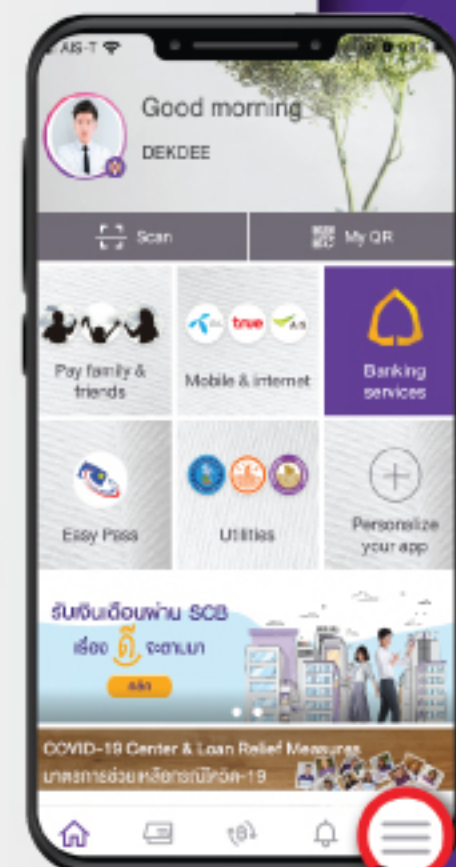 AIS-T
Good morning
DEKDEE
Scan
My QR
Pay family &
friends
true
AIS
Mobile & internet
Banking
services
Easy Pass
Utilities
Personalize
your app
รับเงินเดือนผ่าน SCB
เรื่อง ดี จะตามมา
คลิก
COVID-19 Center & Loan Relief Measures
มาตรการช่วยเหลือกรณีโควิด-19